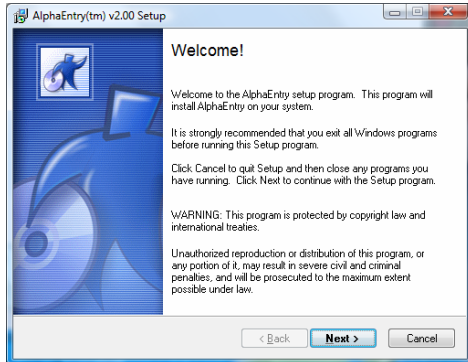 AlphaEntry(tm) v2.00 Setup
Welcome!
Welcome to the AlphaEntry setup program.  This program will
install AlphaEntry on your system.
It is strongly recommended that you exit all Windows programs
before running this Setup program.
Click Cancel to quit Setup and then close any programs you
have running.  Click Next to continue with the Setup program.
WARNING: This program is protected by copyright law and
international treaties.
Unauthorized reproduction or distribution of this program, or
any portion of it, may result in severe civil and criminal
penalties, and will be prosecuted to the maximum extent
possible under law.
< Back Next > Cancel